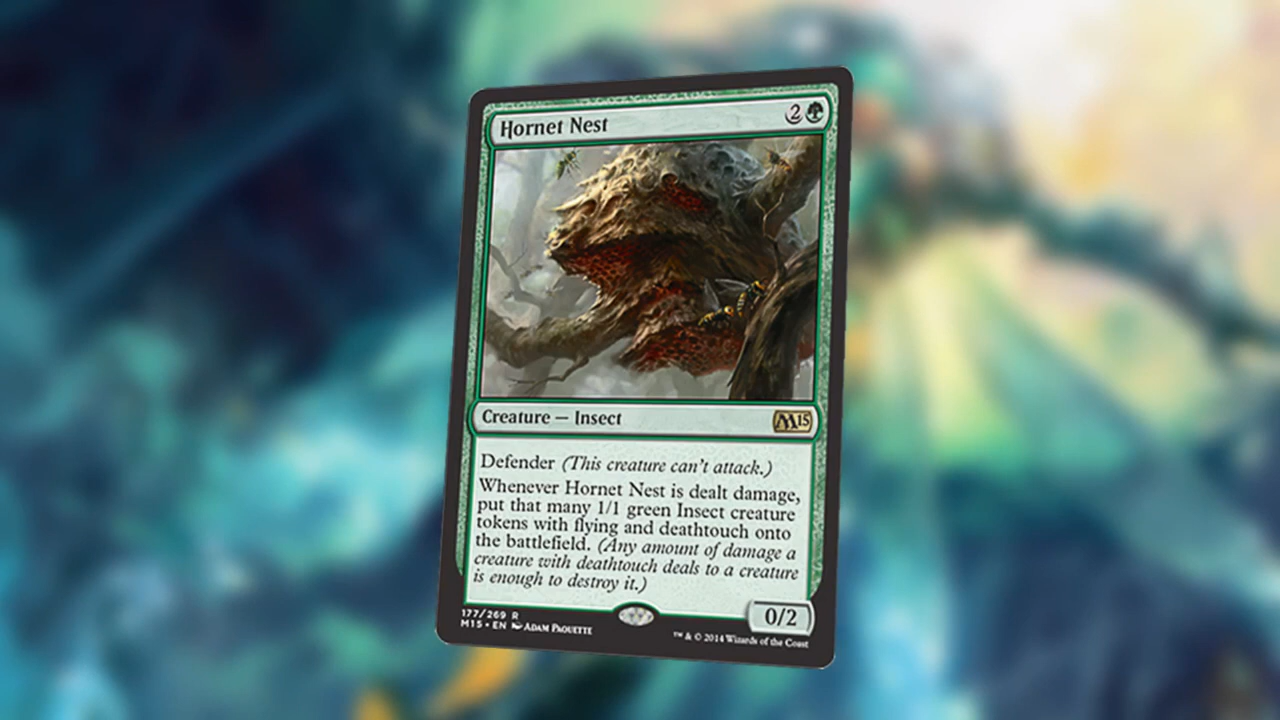 Hornet Nest 2
Creature — Insect M15
Defender (This creature can't attack.)
Whenever Hornet Nest is dealt damage,
put that many 1/1 green Insect creature
tokens with flying and deathtouch onto
the battlefield. (Any amount of damage a
creature with deathtouch deals to a creature
is enough to destroy it.)
0/2
177/269 R
M15 • EN ADAM PAQUETTE
™ & © 2014 Wizards of the Coast